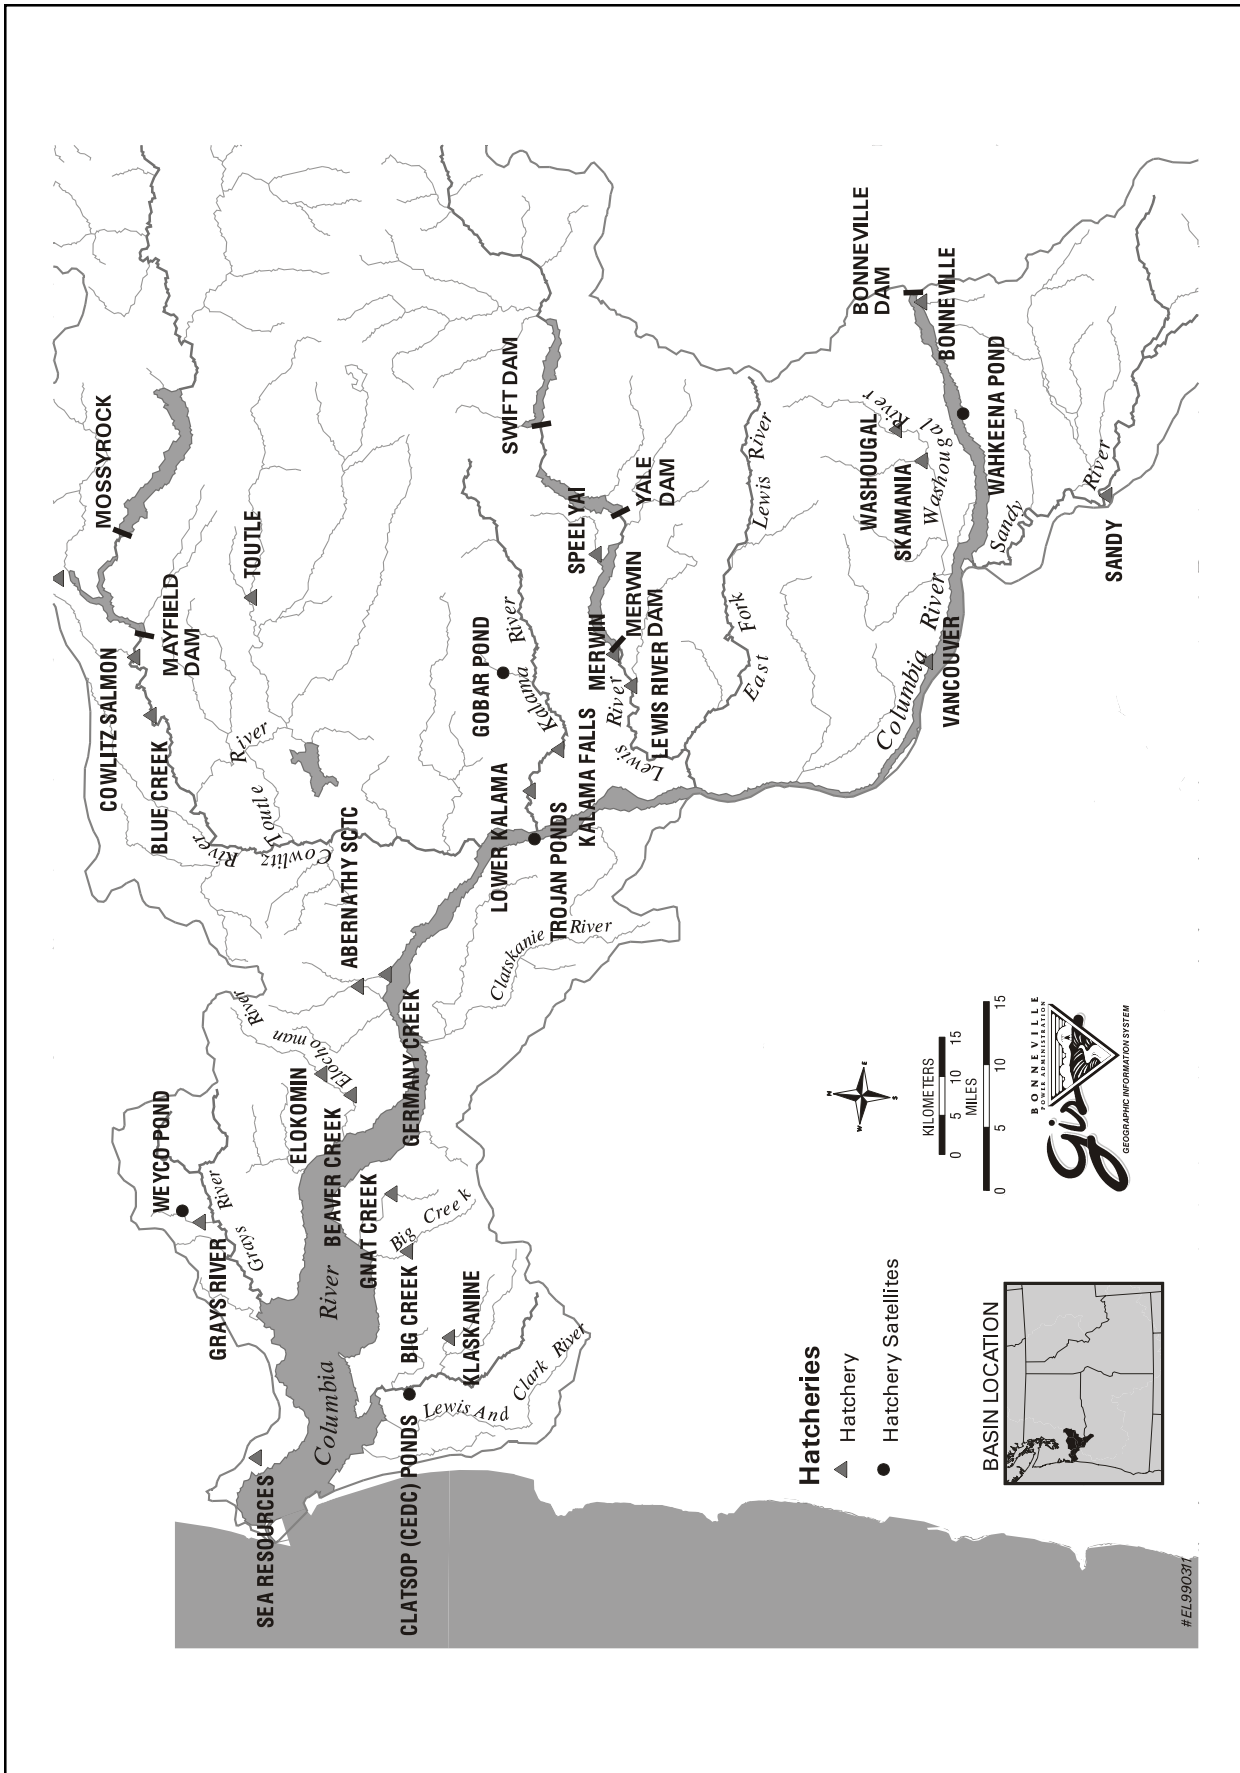 MOSSYROCK
COWLITZ SALMON
MAYFIELD
DAM
BLUE CREEK
TOUTLE
Toutle River
Cowlitz River
ABERNATHY SCTC
SWIFT DAM
SPEELYAI
YALE
DAM
GOBAR POND
Kalama River
MERWIN
MERWIN
DAM
LEWIS RIVER
Lewis River
KALAMA FALLS
LOWER KALAMA
TROJAN PONDS
East Fork Lewis River
BONNEVILLE
DAM
BONNEVILLE
WAHKEENA POND
WASHOUGAL
SKAMANIA
Washougal River
Sandy River
SANDY
Columbia River
VANCOUVER
Clatskanie River
GERMANY CREEK
Elochoman River
ELOKOMIN
BEAVER CREEK
WEYCO POND
GRAYS RIVER
Grays River
GNAT CREEK
Big Creek
BIG CREEK
KLASKANINE
Lewis And Clark River
Columbia River
SEA RESOURCES
CLATSOP (CEDC) PONDS
N
W
E
S
KILOMETERS
0 5 10 15
MILES
0 5 10 15
BONNEVILLE
POWER ADMINISTRATION
gis
GEOGRAPHIC INFORMATION SYSTEM
Hatcheries
Hatchery
Hatchery Satellites
BASIN LOCATION
#EL990311